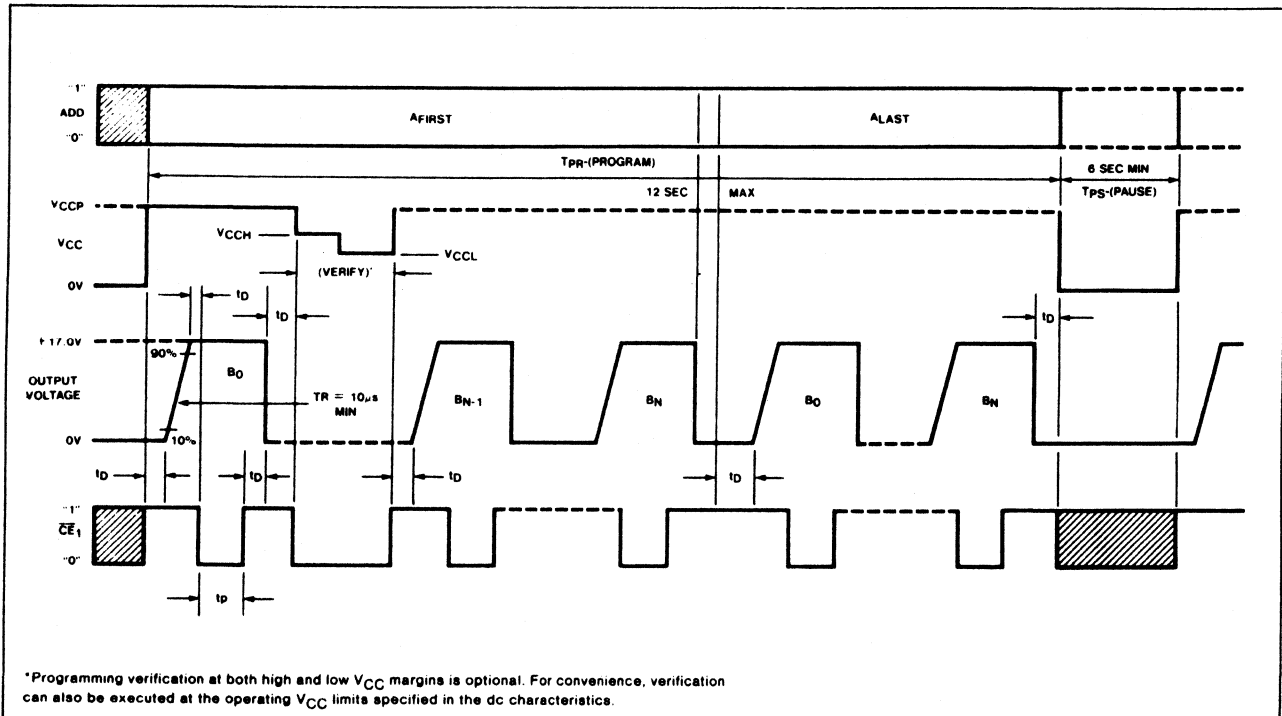 "1"
ADD
"0"
AFIRST
ALAST
TPR-(PROGRAM)
12 SEC MAX
6 SEC MIN
TPS-(PAUSE)
VCCP
VCC
0V
VCCH
VCCL
(VERIFY)*
tD
tD
tD
+17.0V
90%
OUTPUT
VOLTAGE
B0
TR = 10μs
MIN
BN-1
BN
B0
BN
0V
10%
tD
tD
tD
tD
"1"
CE1
"0"
tp
*Programming verification at both high and low VCC margins is optional. For convenience, verification
can also be executed at the operating VCC limits specified in the dc characteristics.